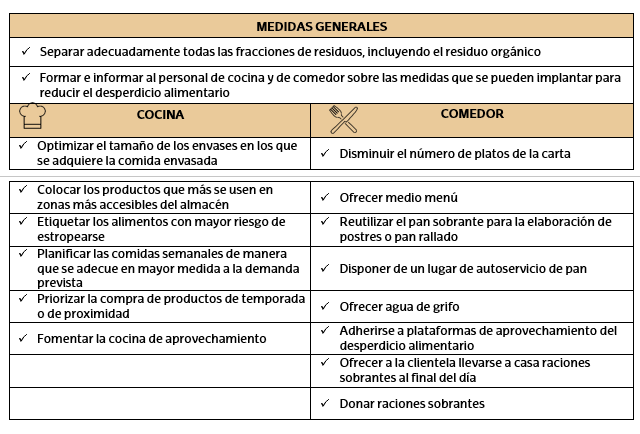 MEDIDAS GENERALES
✓ Separar adecuadamente todas las fracciones de residuos, incluyendo el residuo orgánico
✓ Formar e informar al personal de cocina y de comedor sobre las medidas que se pueden implantar para
reducir el desperdicio alimentario
COCINA
COMEDOR
✓ Optimizar el tamaño de los envases en los que
se adquiere la comida envasada
✓ Disminuir el número de platos de la carta
✓ Colocar los productos que más se usen en
zonas más accesibles del almacén
✓ Ofrecer medio menú
✓ Etiquetar los alimentos con mayor riesgo de
estropearse
✓ Reutilizar el pan sobrante para la elaboración de
postres o pan rallado
✓ Planificar las comidas semanales de manera
que se adecue en mayor medida a la demanda
prevista
✓ Disponer de un lugar de autoservicio de pan
✓ Priorizar la compra de productos de temporada
o de proximidad
✓ Ofrecer agua de grifo
✓ Fomentar la cocina de aprovechamiento
✓ Adherirse a plataformas de aprovechamiento del
desperdicio alimentario
✓ Ofrecer a la clientela llevarse a casa raciones
sobrantes al final del día
✓ Donar raciones sobrantes